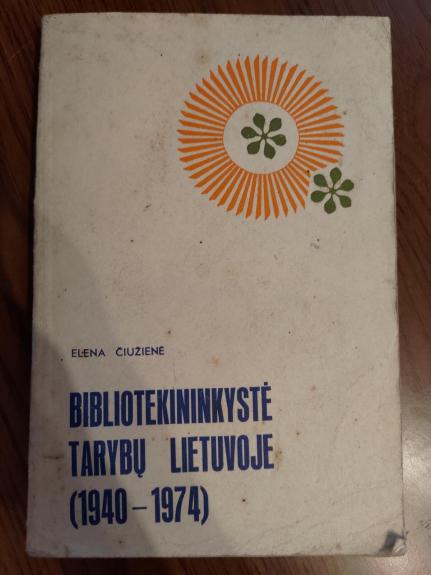 ELENA ČIUŽIENĖ
BIBLIOTEKININKYSTĖ
TARYBŲ LIETUVOJE
(1940 – 1974)